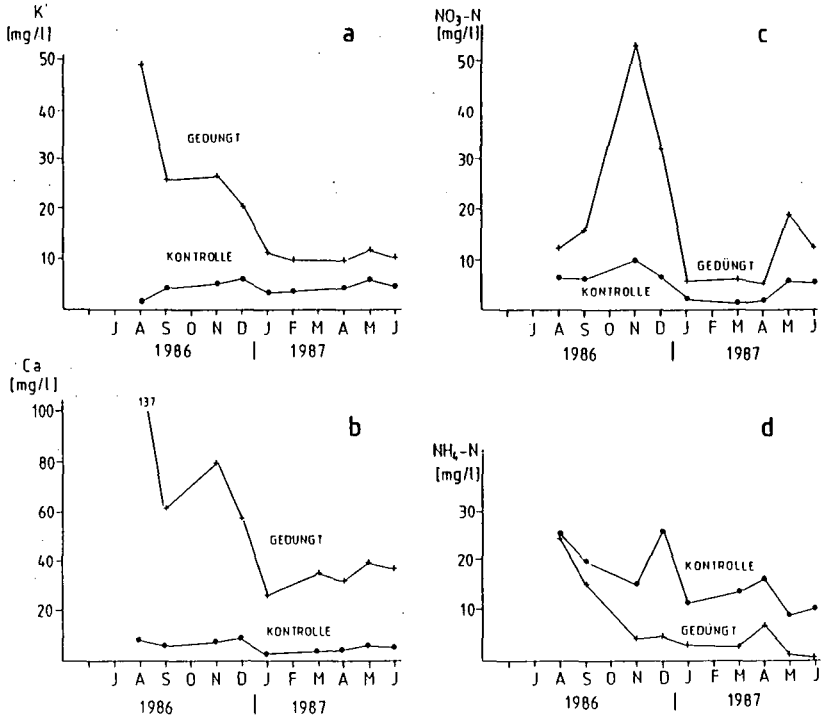 K+
[mg/l]
a
50
40
30
20
10
GEDUNGT
KONTROLLE
J A S O N D J F M A M J
1986 | 1987
NO₃-N
[mg/l]
c
50
40
30
20
10
GEDÜNGT
KONTROLLE
J A S O N D J F M A M J
1986 | 1987
Ca
[mg/l]
137
b
100
80
60
40
20
GEDUNGT
KONTROLLE
J A S O N D J F M A M J
1986 | 1987
NH₄-N
[mg/l]
d
30
20
10
KONTROLLE
GEDÜNGT
J A S O N D J F M A M J
1986 | 1987